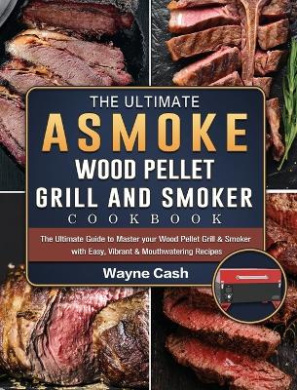 THE ULTIMATE
ASMOKE
WOOD PELLET
GRILL AND SMOKER
COOKBOOK
The Ultimate Guide to Master your Wood Pellet Grill & Smoker
with Easy, Vibrant & Mouthwatering Recipes
Wayne Cash